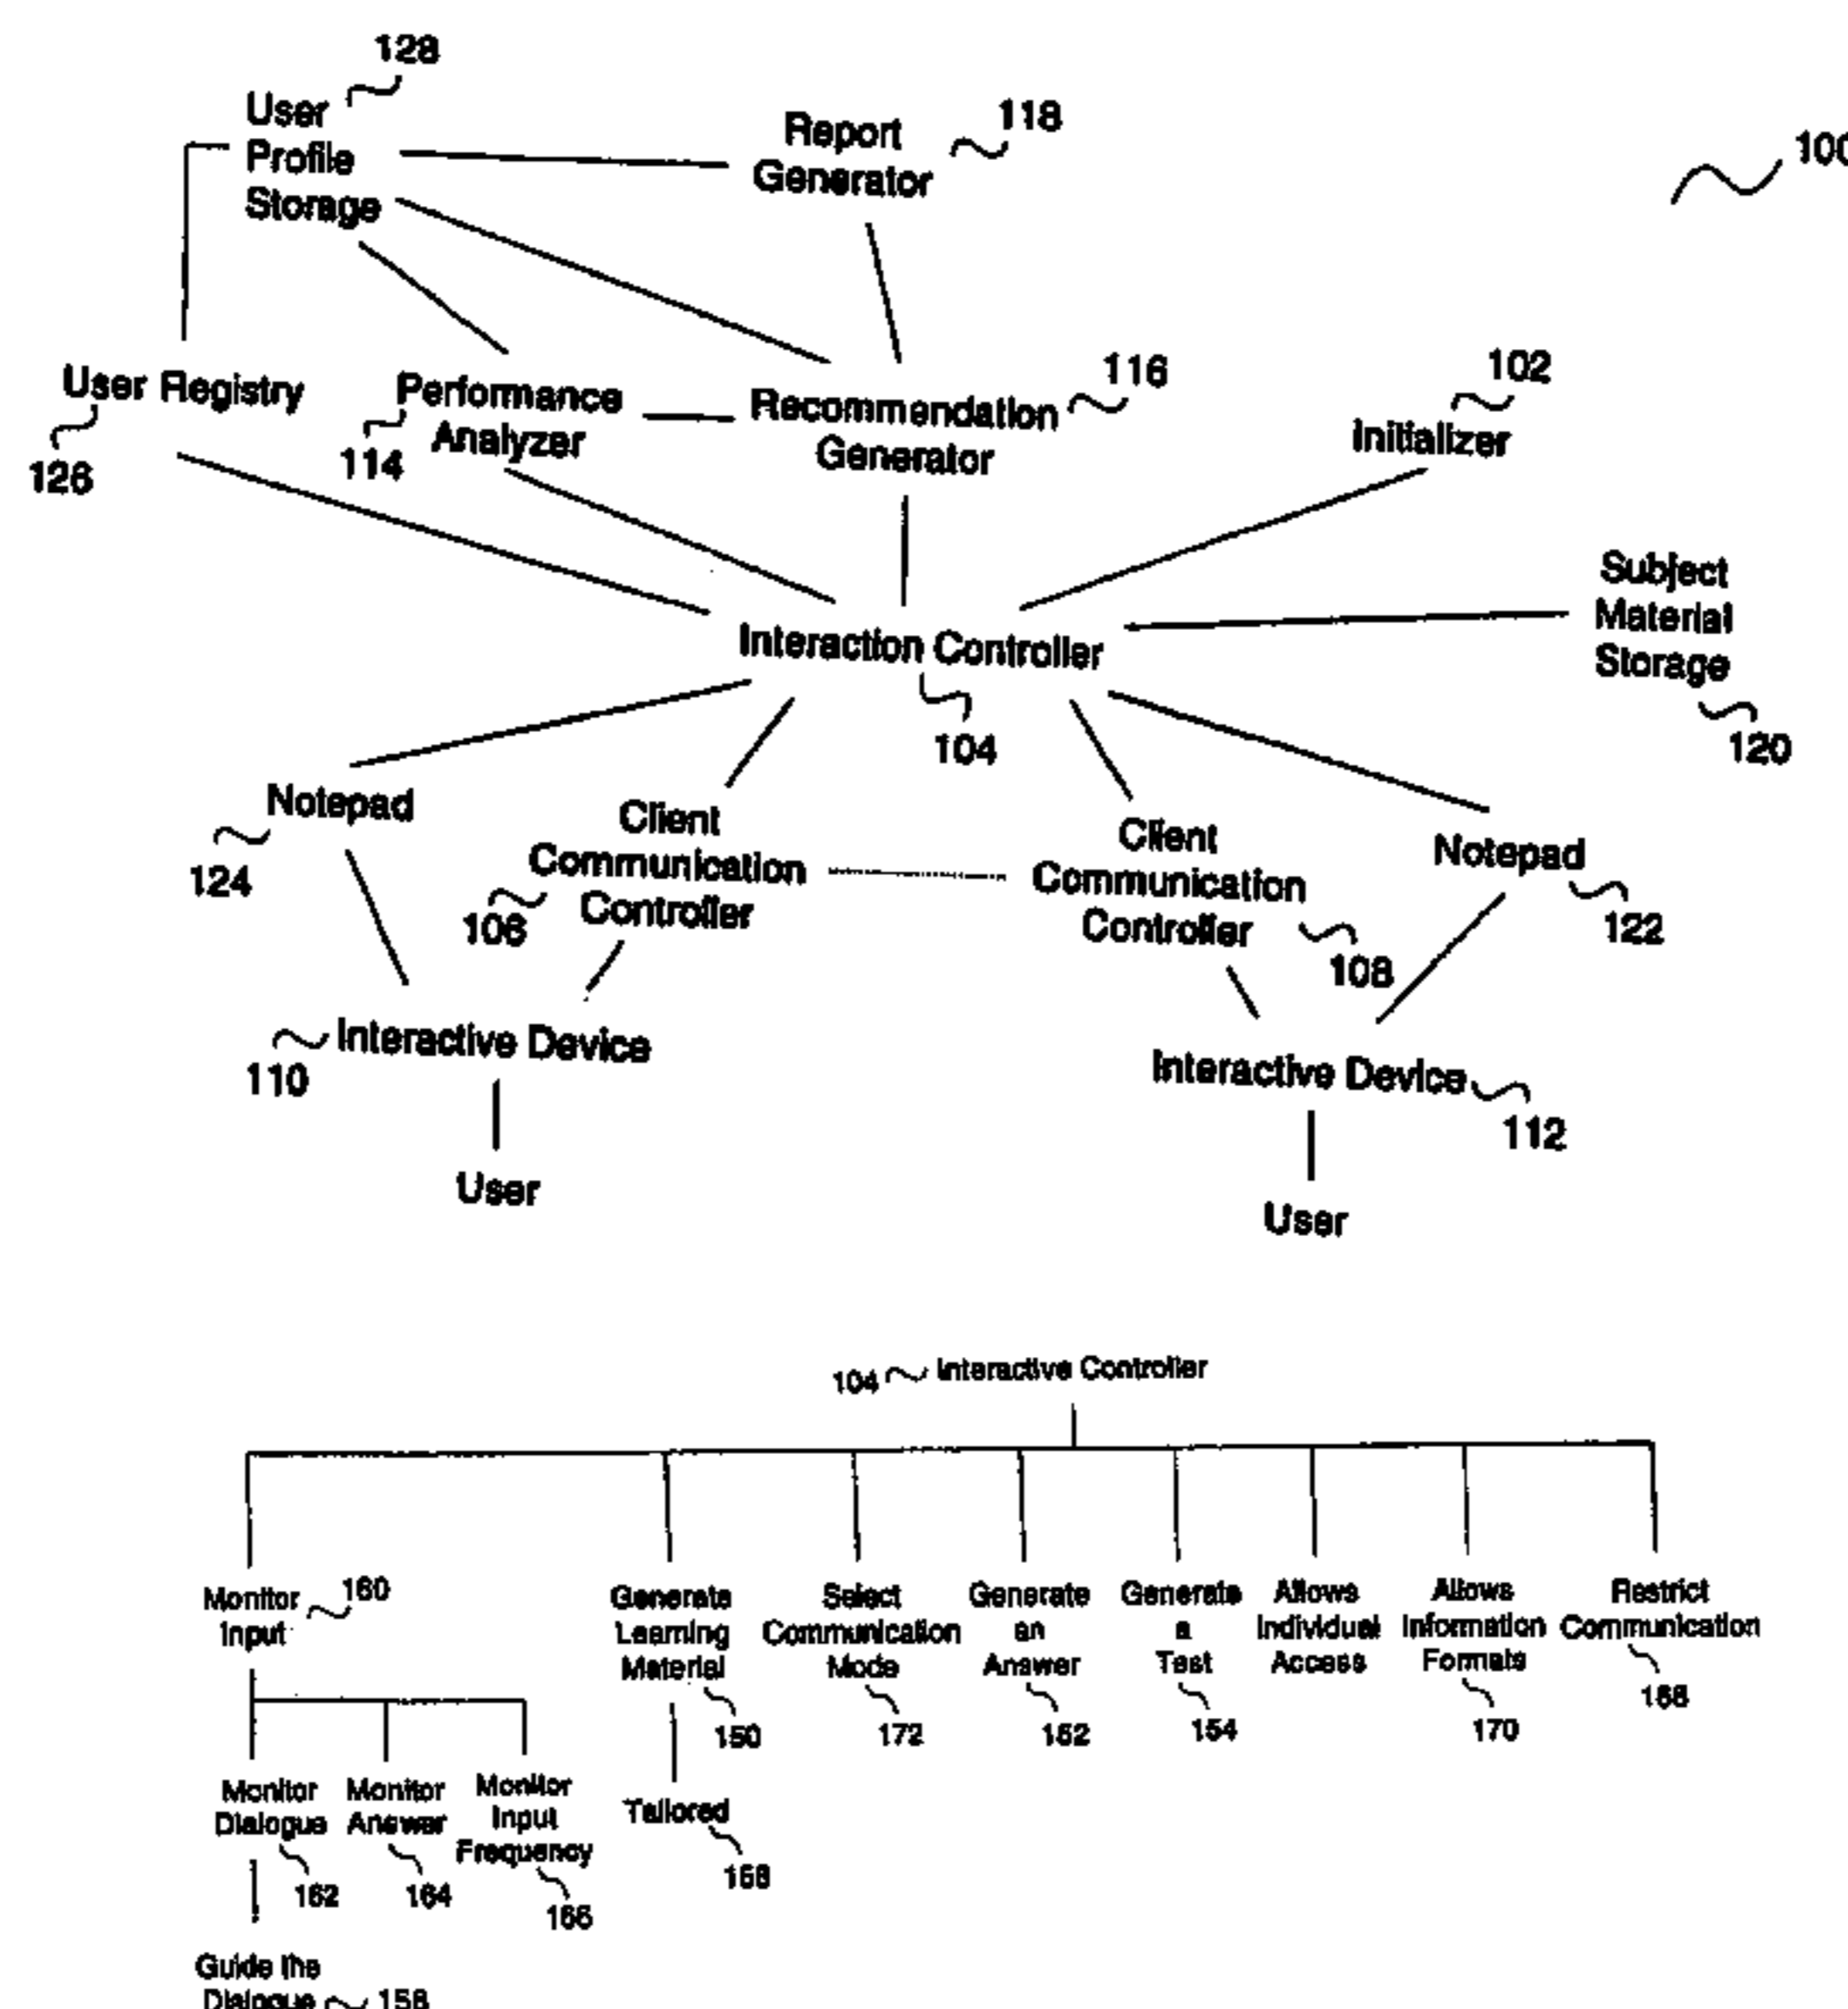 128
User
Profile
Storage
Report
Generator
118
100
User Registry
126
Performance
Analyzer
114
Recommendation
Generator
116
102
Initializer
Subject
Material
Storage
120
Interaction Controller
104
Notepad
124
Client
Communication
Controller
106
Client
Communication
Controller
108
Notepad
122
Interactive Device
110
Interactive Device
112
User
User
104
Interactive Controller
Monitor
Input
160
Generate
Learning
Material
150
Select
Communication
Mode
172
Generate
an
Answer
152
Generate
a
Test
154
Allows
Individual
Access
Allows
Information
Formats
170
Restrict
Communication
168
Monitor
Dialogue
162
Monitor
Answer
164
Monitor
Input
Frequency
Tailored
Guide the
Dialogue
158